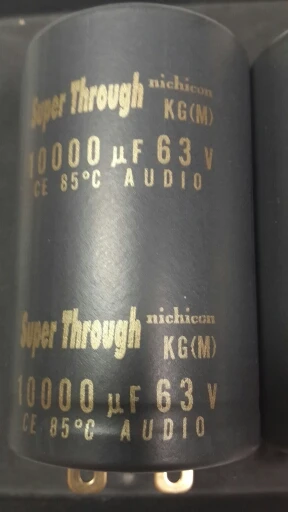 Super Through nichicon
KG(M)
10000 µF 63 V
CE 85°C AUDIO
Super Through nichicon
KG(M)
10000 µF 63 V
CE 85°C AUDIO